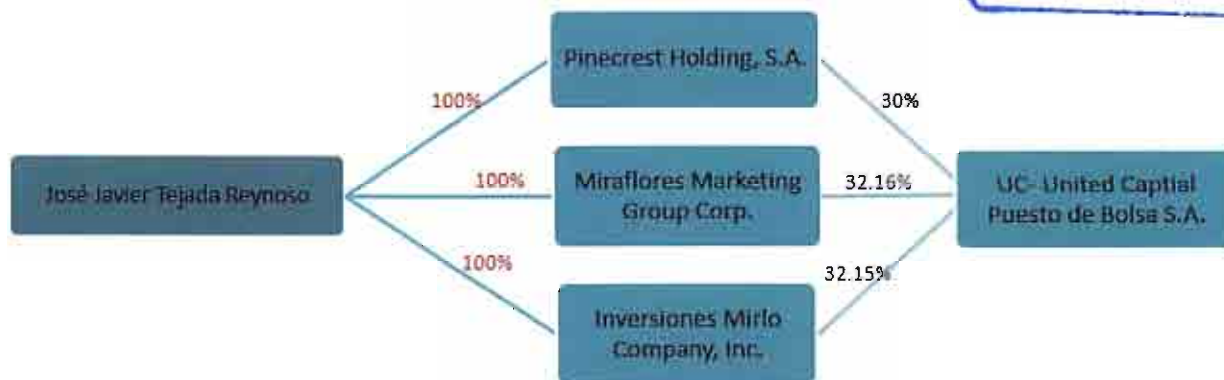 Pinecrest Holding, S.A.
100%
30%
José Javier Tejada Reynoso
100%
Miraflores Marketing
Group Corp.
32.16%
UC- United Captial
Puesto de Bolsa S.A.
100%
32.15%
Inversiones Mirlo
Company, Inc.